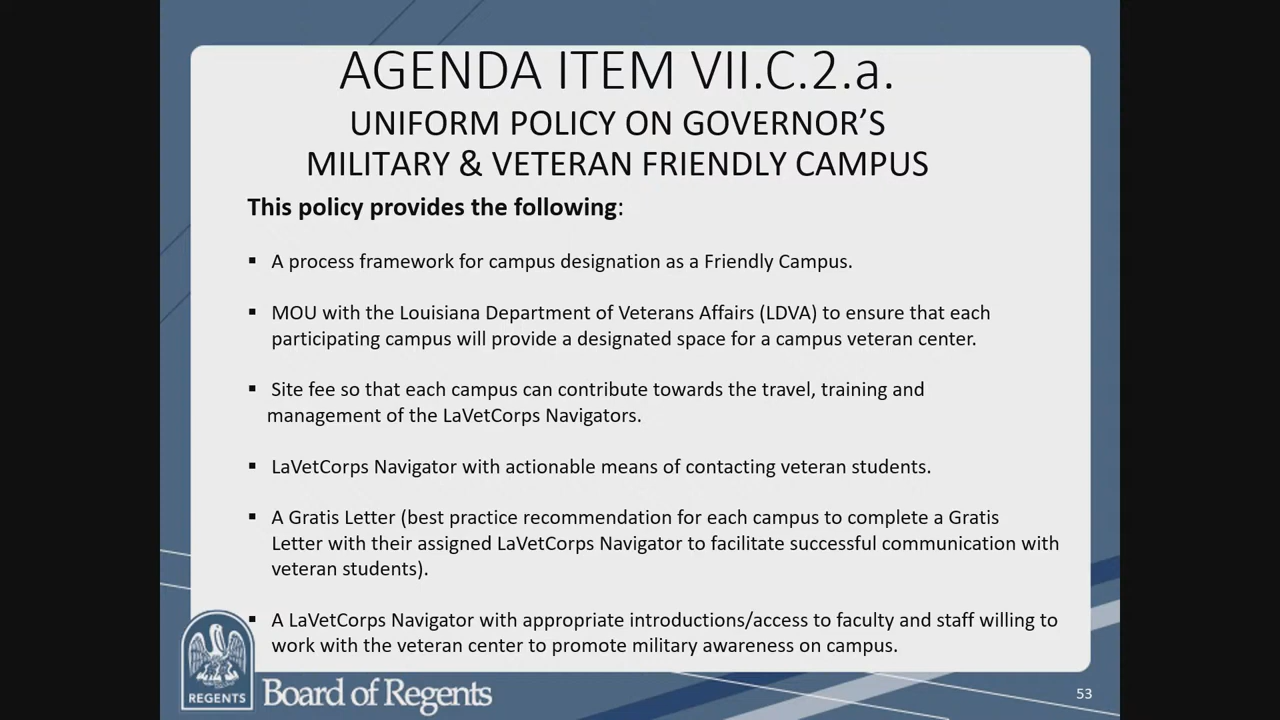 AGENDA ITEM VII.C.2.a.
UNIFORM POLICY ON GOVERNOR’S
MILITARY & VETERAN FRIENDLY CAMPUS
This policy provides the following:
▪ A process framework for campus designation as a Friendly Campus.
▪ MOU with the Louisiana Department of Veterans Affairs (LDVA) to ensure that each
participating campus will provide a designated space for a campus veteran center.
▪ Site fee so that each campus can contribute towards the travel, training and
management of the LaVetCorps Navigators.
▪ LaVetCorps Navigator with actionable means of contacting veteran students.
▪ A Gratis Letter (best practice recommendation for each campus to complete a Gratis
Letter with their assigned LaVetCorps Navigator to facilitate successful communication with
veteran students).
▪ A LaVetCorps Navigator with appropriate introductions/access to faculty and staff willing to
work with the veteran center to promote military awareness on campus.
REGENTS
Board of Regents
53